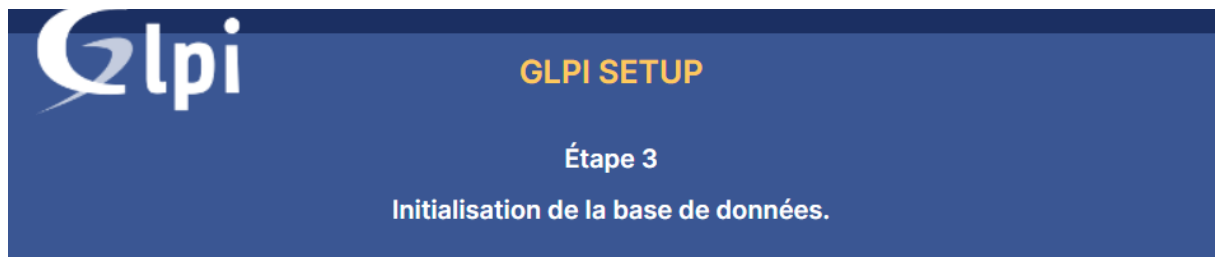 Glpi
GLPI SETUP
Étape 3
Initialisation de la base de données.